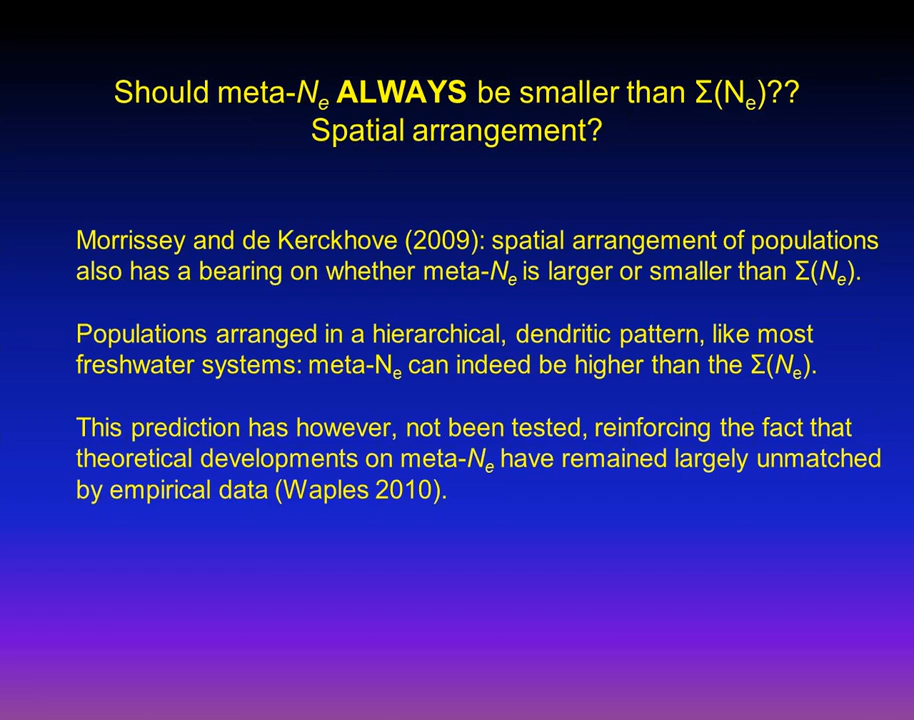 Should meta-Ne ALWAYS be smaller than Σ(Ne)??
Spatial arrangement?
Morrissey and de Kerckhove (2009): spatial arrangement of populations
also has a bearing on whether meta-Ne is larger or smaller than Σ(Ne).
Populations arranged in a hierarchical, dendritic pattern, like most
freshwater systems: meta-Ne can indeed be higher than the Σ(Ne).
This prediction has however, not been tested, reinforcing the fact that
theoretical developments on meta-Ne have remained largely unmatched
by empirical data (Waples 2010).